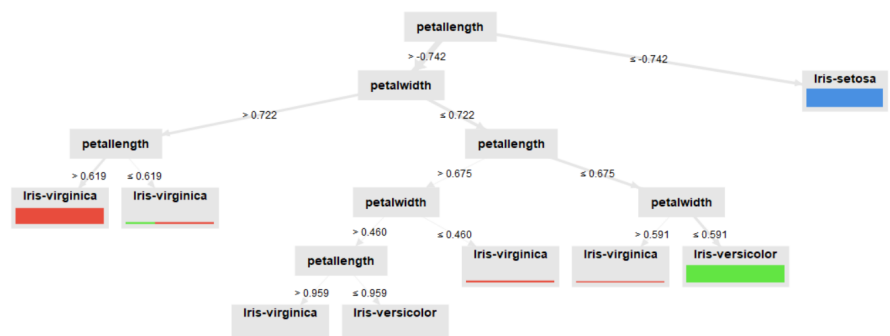 petallength
> -0.742
≤ -0.742
petalwidth
Iris-setosa
> 0.722
≤ 0.722
petallength
petallength
> 0.619
≤ 0.619
> 0.675
≤ 0.675
Iris-virginica
Iris-virginica
petalwidth
petalwidth
> 0.460
≤ 0.460
> 0.591
≤ 0.591
petallength
Iris-virginica
Iris-virginica
Iris-versicolor
> 0.959
≤ 0.959
Iris-virginica
Iris-versicolor